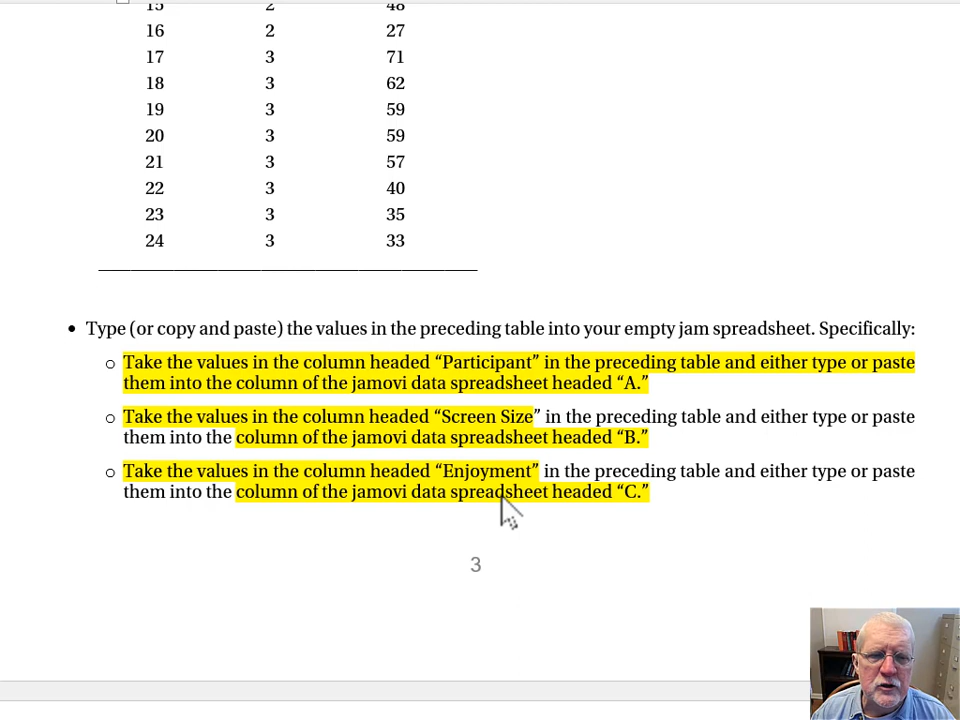 15 2 48
16 2 27
17 3 71
18 3 62
19 3 59
20 3 59
21 3 57
22 3 40
23 3 35
24 3 33
• Type (or copy and paste) the values in the preceding table into your empty jam spreadsheet. Specifically:
o Take the values in the column headed “Participant” in the preceding table and either type or paste
them into the column of the jamovi data spreadsheet headed “A.”
o Take the values in the column headed “Screen Size” in the preceding table and either type or paste
them into the column of the jamovi data spreadsheet headed “B.”
o Take the values in the column headed “Enjoyment” in the preceding table and either type or paste
them into the column of the jamovi data spreadsheet headed “C.”
3